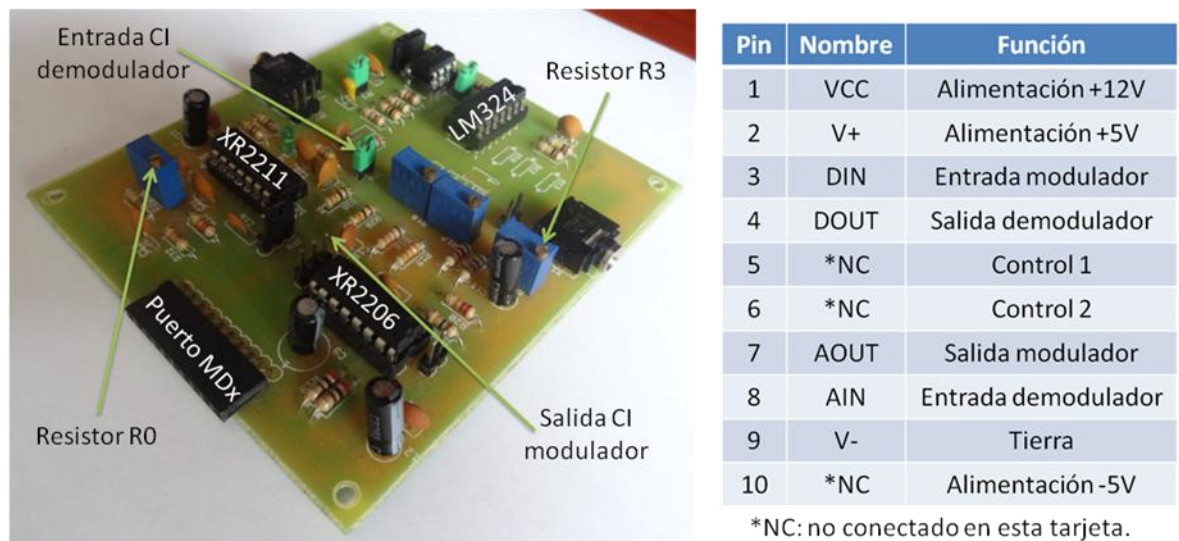 Entrada CI
demodulador
Resistor R3
LM324
XR2211
XR2206
Puerto MDx
Resistor R0
Salida CI
modulador
Pin Nombre Función
1 VCC Alimentación +12V
2 V+ Alimentación +5V
3 DIN Entrada modulador
4 DOUT Salida demodulador
5 *NC Control 1
6 *NC Control 2
7 AOUT Salida modulador
8 AIN Entrada demodulador
9 V- Tierra
10 *NC Alimentación -5V
*NC: no conectado en esta tarjeta.